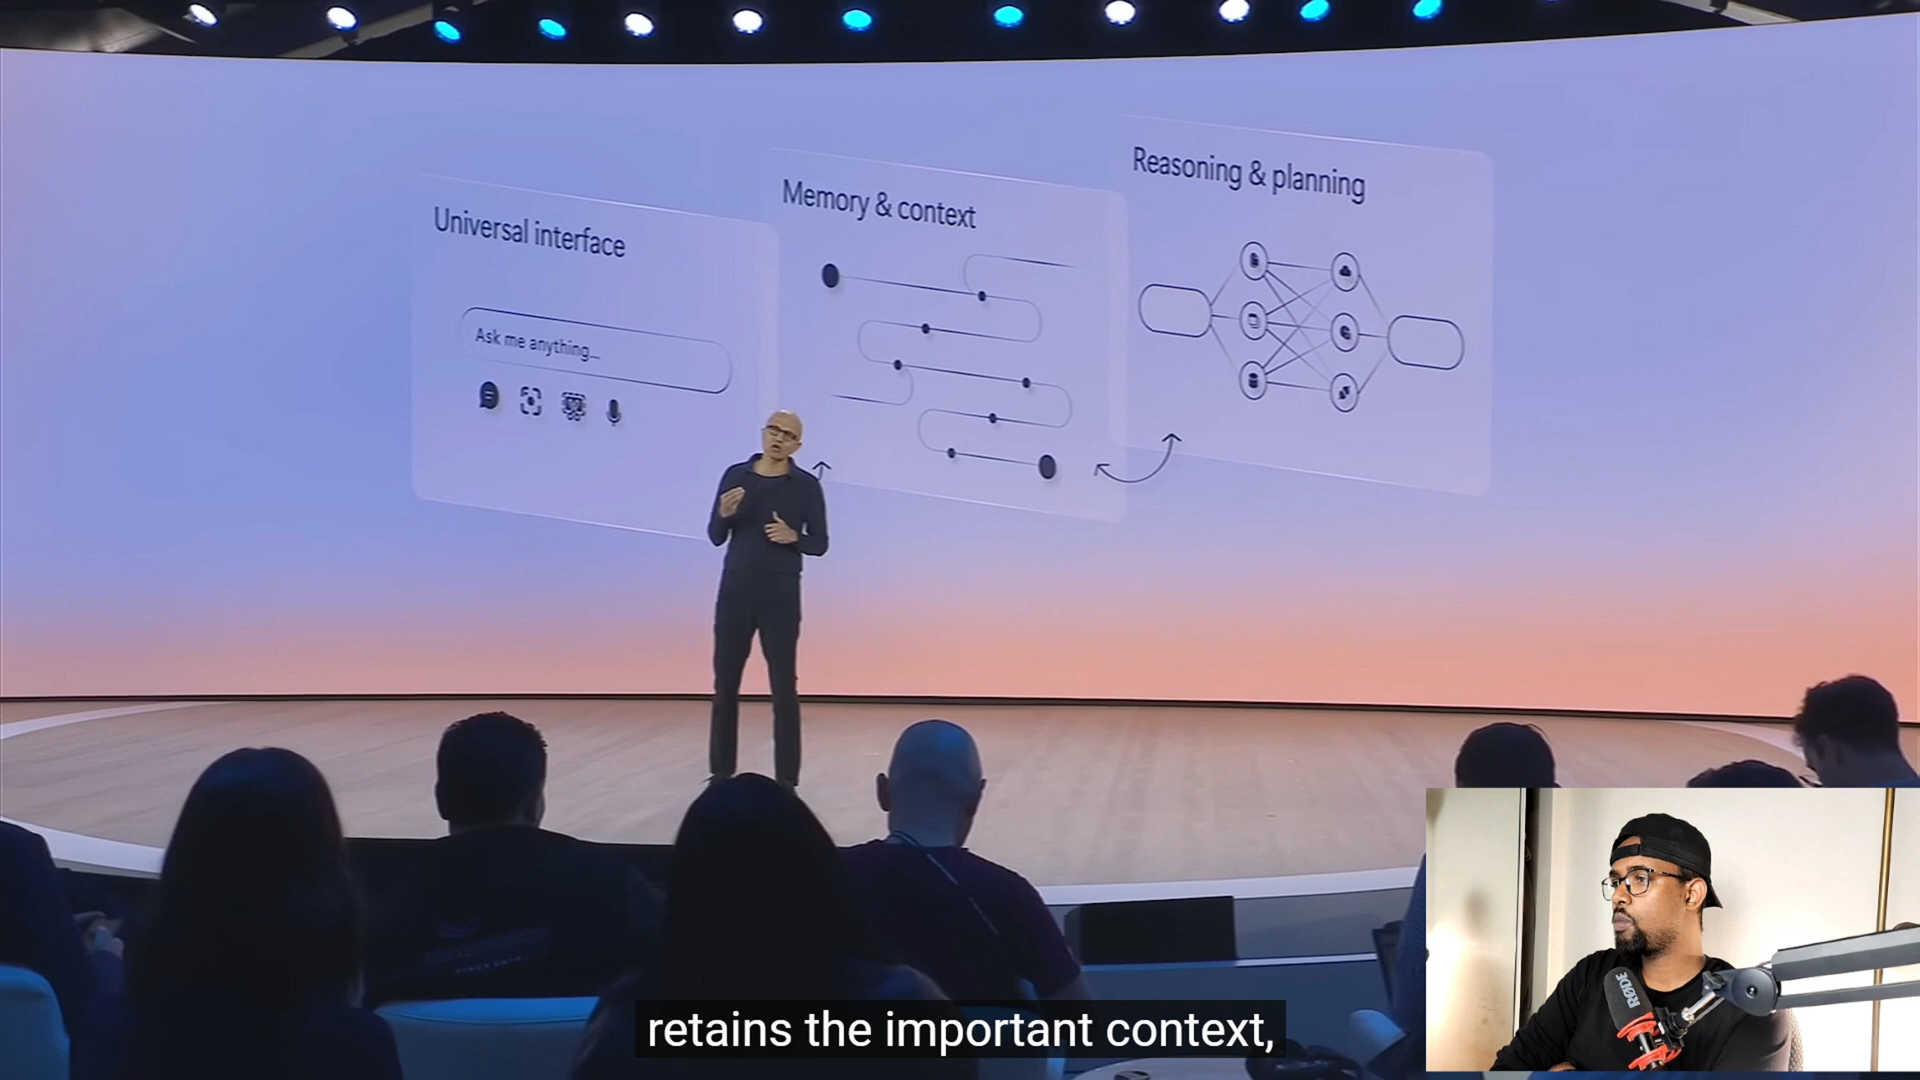 Universal interface
Ask me anything...
Memory & context
Reasoning & planning
retains the important context,
RØDE